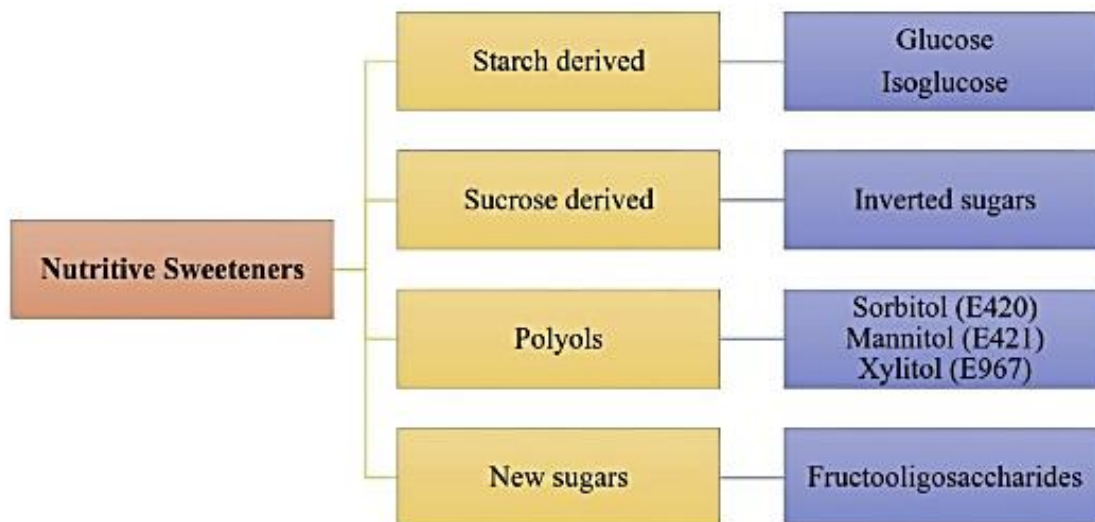 Nutritive Sweeteners
Starch derived
Glucose
Isoglucose
Sucrose derived
Inverted sugars
Polyols
Sorbitol (E420)
Mannitol (E421)
Xylitol (E967)
New sugars
Fructooligosaccharides